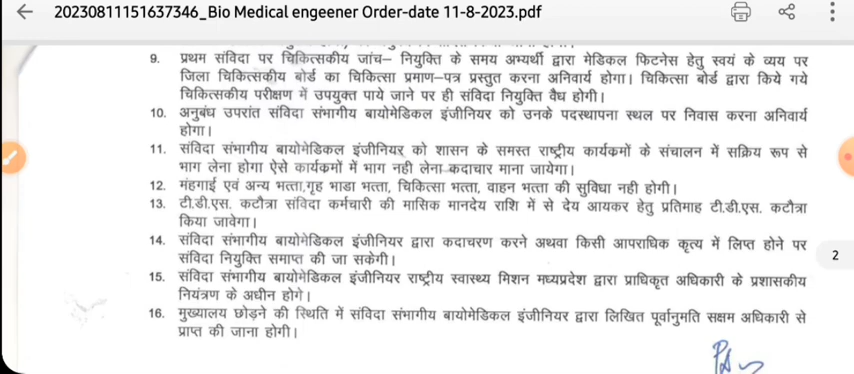 20230811151637346_Bio Medical engeener Order-date 11-8-2023.pdf
9. प्रथम संविदा पर चिकित्सकीय जांच– नियुक्ति के समय अभ्यर्थी द्वारा मेडिकल फिटनेस हेतु स्वयं के व्यय पर
जिला चिकित्सकीय बोर्ड का चिकित्सा प्रमाण–पत्र प्रस्तुत करना अनिवार्य होगा। चिकित्सा बोर्ड द्वारा किये गये
चिकित्सकीय परीक्षण में उपयुक्त पाये जाने पर ही संविदा नियुक्ति वैध होगी।
10. अनुबंध उपरांत संविदा संभागीय बायोमेडिकल इंजीनियर को उनके पदस्थापना स्थल पर निवास करना अनिवार्य
होगा।
11. संविदा संभागीय बायोमेडिकल इंजीनियर को शासन के समस्त राष्ट्रीय कार्यक्रमों के संचालन में सक्रिय रूप से
भाग लेना होगा ऐसे कार्यक्रमों में भाग नही लेना कदाचार माना जायेगा।
12. मंहगाई एवं अन्य भत्ता,गृह भाडा भत्ता, चिकित्सा भत्ता, वाहन भत्ता की सुविधा नही होगी।
13. टी.डी.एस. कटौत्रा संविदा कर्मचारी की मासिक मानदेय राशि में से देय आयकर हेतु प्रतिमाह टी.डी.एस. कटौत्रा
किया जावेगा।
14. संविदा संभागीय बायोमेडिकल इंजीनियर द्वारा कदाचरण करने अथवा किसी आपराधिक कृत्य में लिप्त होने पर
संविदा नियुक्ति समाप्त की जा सकेगी।
2
15. संविदा संभागीय बायोमेडिकल इंजीनियर राष्ट्रीय स्वास्थ्य मिशन मध्यप्रदेश द्वारा प्राधिकृत अधिकारी के प्रशासकीय
नियंत्रण के अधीन होगे।
16. मुख्यालय छोड़ने की स्थिति में संविदा संभागीय बायोमेडिकल इंजीनियर द्वारा लिखित पूर्वानुमति सक्षम अधिकारी से
प्राप्त की जाना होगी।